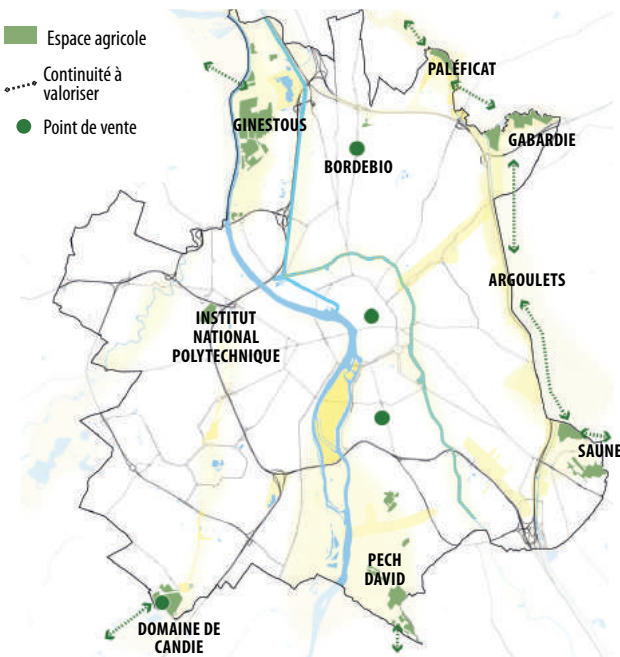 Espace agricole
Continuité à
valoriser
Point de vente
PALÉFICAT
GINESTOUS
GABARDIE
BORDEBIO
ARGOULETS
INSTITUT
NATIONAL
POLYTECHNIQUE
SAUNE
PECH
DAVID
DOMAINE DE
CANDIE